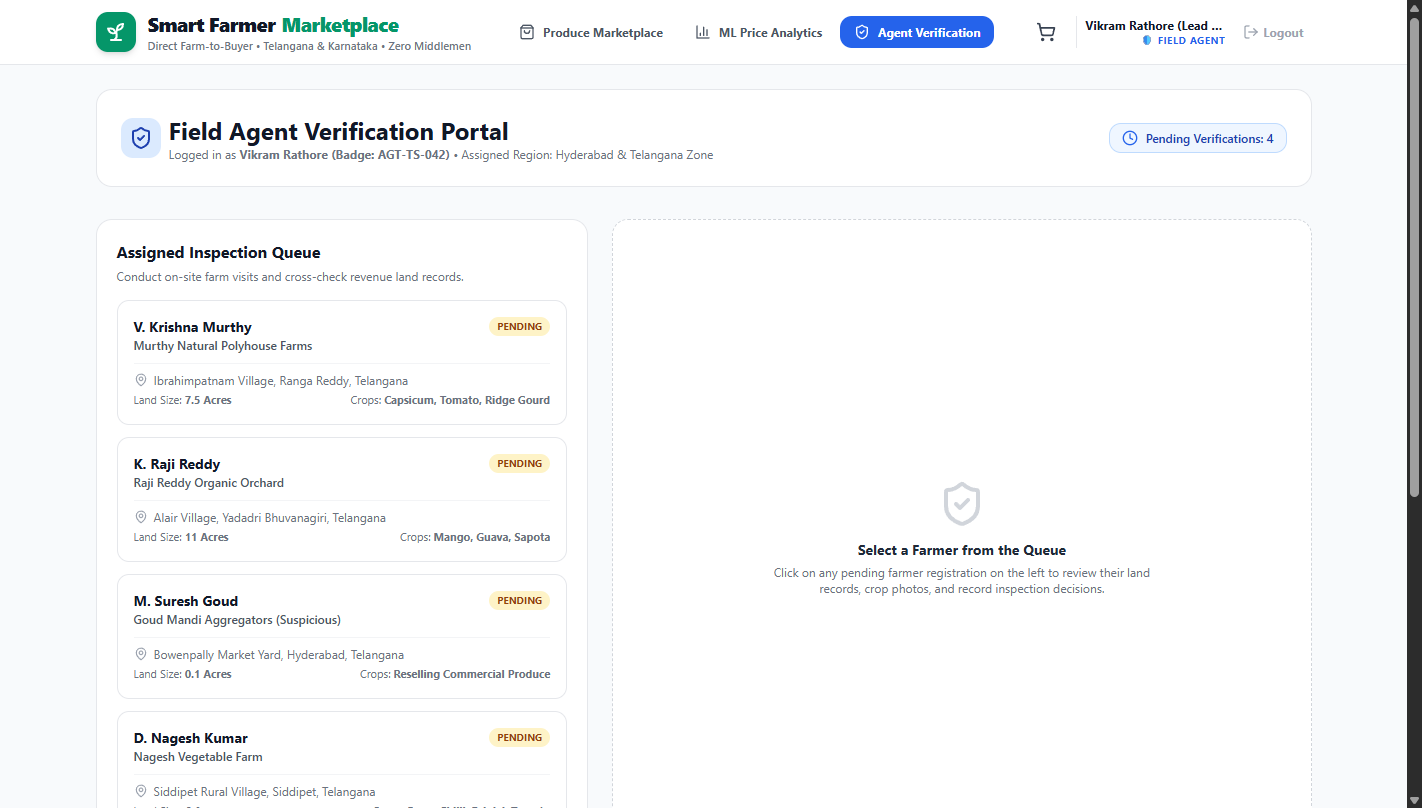 Smart Farmer Marketplace
Direct Farm-to-Buyer • Telangana & Karnataka • Zero Middlemen
Produce Marketplace
ML Price Analytics
Agent Verification
Vikram Rathore (Lead ...
FIELD AGENT
Logout
Field Agent Verification Portal
Logged in as Vikram Rathore (Badge: AGT-TS-042) • Assigned Region: Hyderabad & Telangana Zone
Pending Verifications: 4
Assigned Inspection Queue
Conduct on-site farm visits and cross-check revenue land records.
V. Krishna Murthy
PENDING
Murthy Natural Polyhouse Farms
Ibrahimpatnam Village, Ranga Reddy, Telangana
Land Size: 7.5 Acres
Crops: Capsicum, Tomato, Ridge Gourd
K. Raji Reddy
PENDING
Raji Reddy Organic Orchard
Alair Village, Yadadri Bhuvanagiri, Telangana
Land Size: 11 Acres
Crops: Mango, Guava, Sapota
M. Suresh Goud
PENDING
Goud Mandi Aggregators (Suspicious)
Bowenpally Market Yard, Hyderabad, Telangana
Land Size: 0.1 Acres
Crops: Reselling Commercial Produce
D. Nagesh Kumar
PENDING
Nagesh Vegetable Farm
Siddipet Rural Village, Siddipet, Telangana
Select a Farmer from the Queue
Click on any pending farmer registration on the left to review their land
records, crop photos, and record inspection decisions.